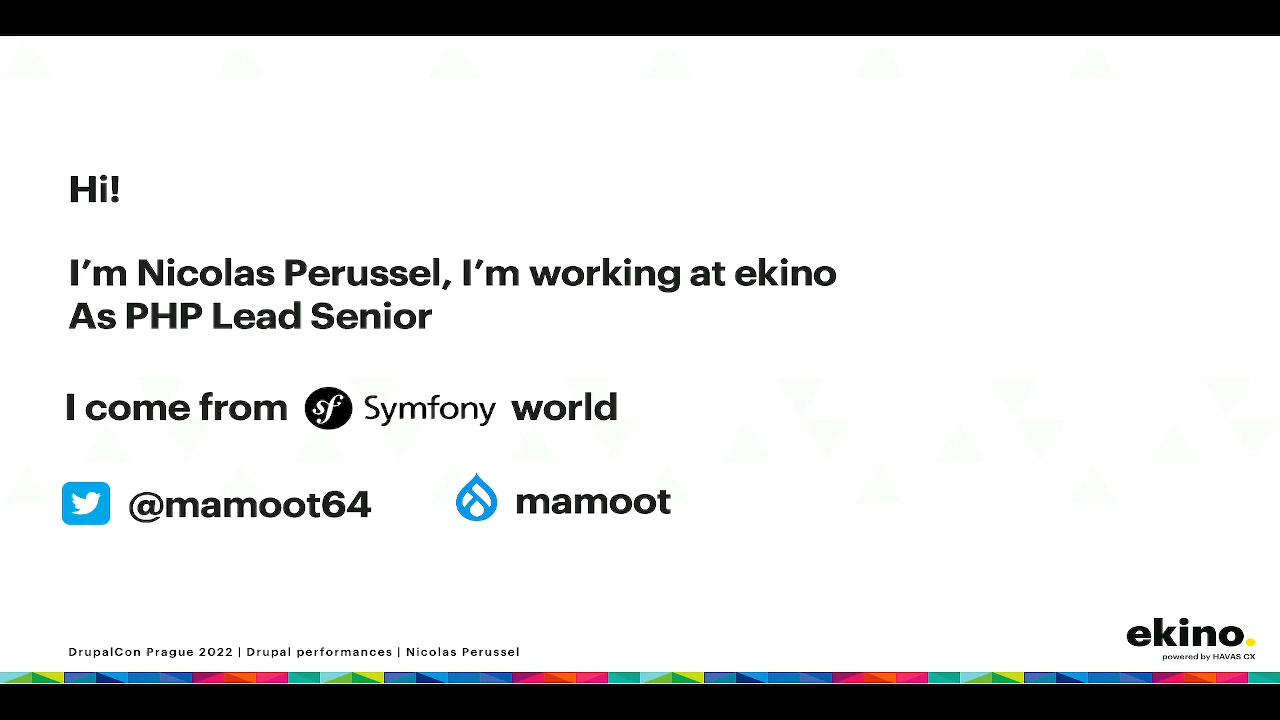 Hi!
I’m Nicolas Perussel, I’m working at ekino
As PHP Lead Senior
I come from sf Symfony world
@mamoot64
mamoot
ekino.
powered by HAVAS CX
DrupalCon Prague 2022 | Drupal performances | Nicolas Perussel